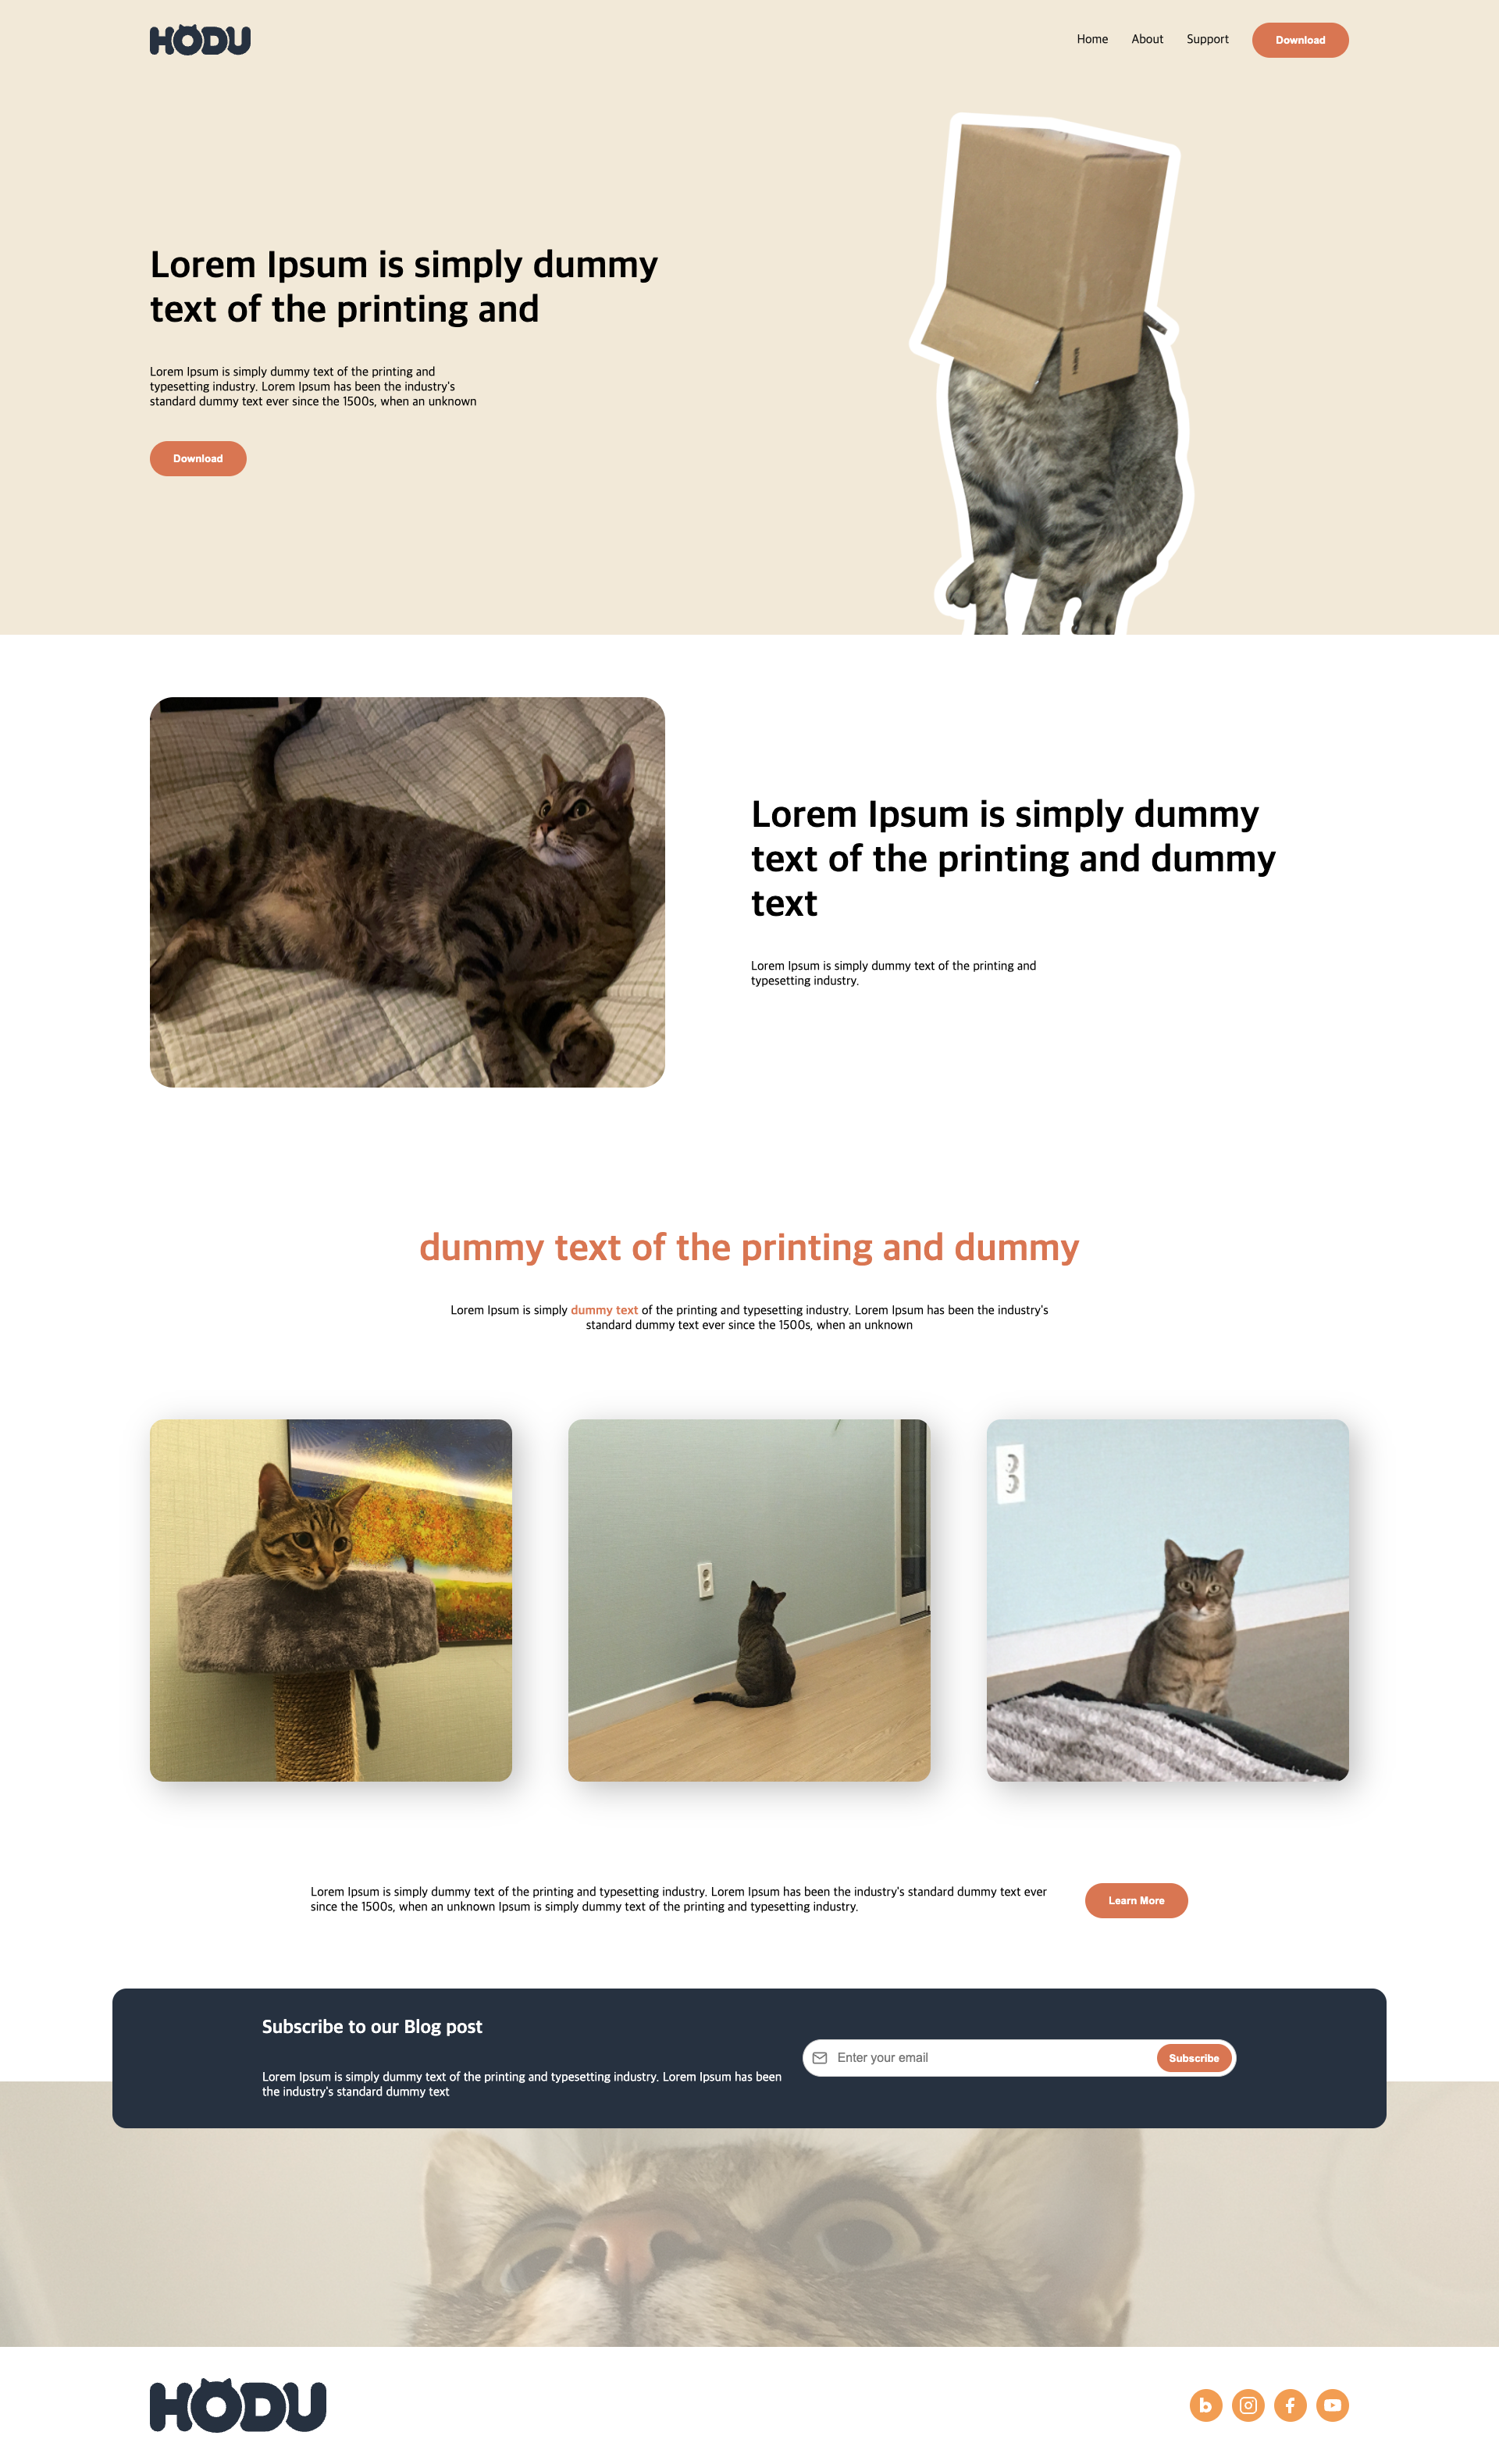 HODU
Home About Support Download
Lorem Ipsum is simply dummy
text of the printing and
Lorem Ipsum is simply dummy text of the printing and
typesetting industry. Lorem Ipsum has been the industry's
standard dummy text ever since the 1500s, when an unknown
Download
Lorem Ipsum is simply dummy
text of the printing and dummy
text
Lorem Ipsum is simply dummy text of the printing and
typesetting industry.
dummy text of the printing and dummy
Lorem Ipsum is simply dummy text of the printing and typesetting industry. Lorem Ipsum has been the industry's
standard dummy text ever since the 1500s, when an unknown
Lorem Ipsum is simply dummy text of the printing and typesetting industry. Lorem Ipsum has been the industry's standard dummy text ever
since the 1500s, when an unknown Ipsum is simply dummy text of the printing and typesetting industry.
Learn More
Subscribe to our Blog post
Lorem Ipsum is simply dummy text of the printing and typesetting industry. Lorem Ipsum has been
the industry's standard dummy text
Enter your email
Subscribe
HODU